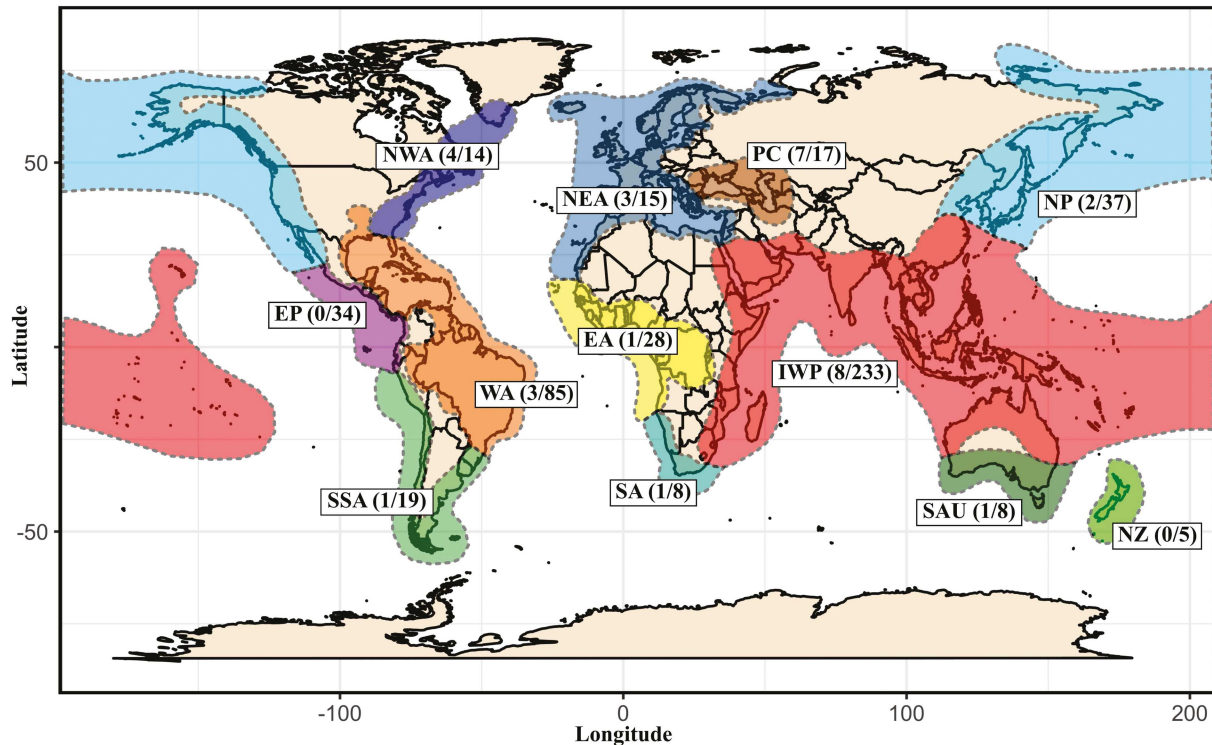 NWA (4/14)
PC (7/17)
50
NEA (3/15)
NP (2/37)
EP (0/34)
EA (1/28)
Latitude
WA (3/85)
IWP (8/233)
SSA (1/19)
SA (1/8)
SAU (1/8)
-50
NZ (0/5)
-100
0
100
200
Longitude